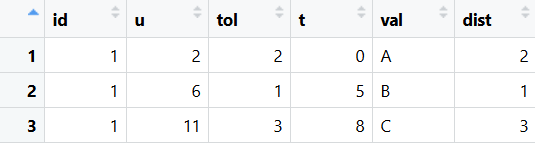 id u tol t val dist
1 1 2 2 0 A 2
2 1 6 1 5 B 1
3 1 11 3 8 C 3